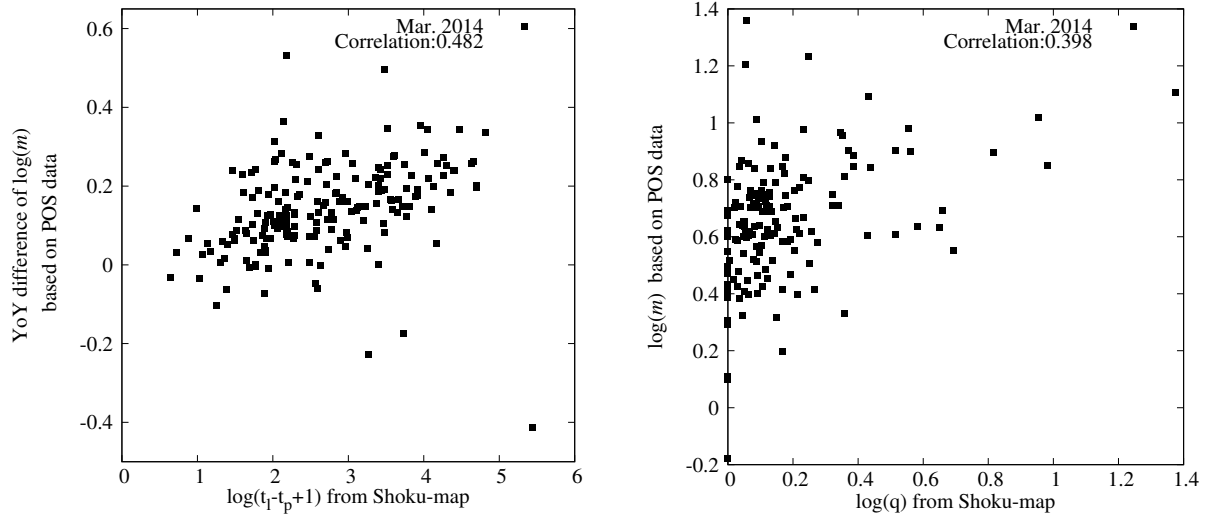 Mar. 2014
Correlation:0.482
YoY difference of log(m)
based on POS data
0.6
0.4
0.2
0
-0.2
-0.4
0 1 2 3 4 5 6
log(t_l-t_p+1) from Shoku-map
Mar. 2014
Correlation:0.398
log(m) based on POS data
1.4
1.2
1
0.8
0.6
0.4
0.2
0
-0.2
0 0.2 0.4 0.6 0.8 1 1.2 1.4
log(q) from Shoku-map